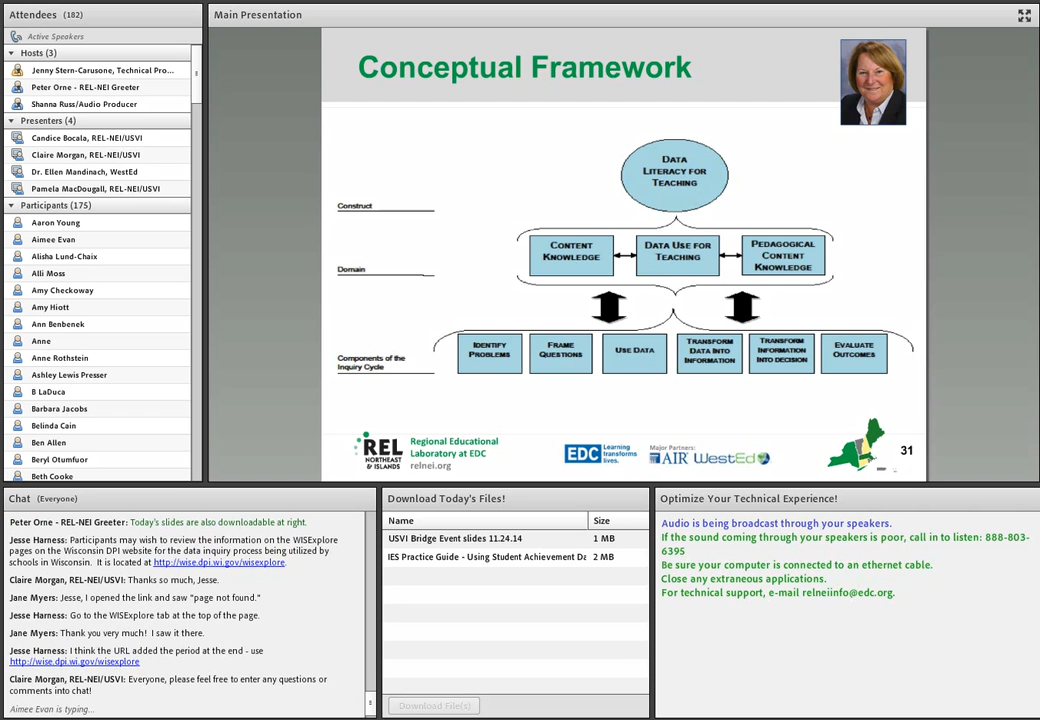 Attendees (182)
Active Speakers
Hosts (3)
Jenny Stern-Carusone, Technical Pro...
Peter Orne - REL-NEI Greeter
Shanna Russ/Audio Producer
Presenters (4)
Candice Bocala, REL-NEI/USVI
Claire Morgan, REL-NEI/USVI
Dr. Ellen Mandinach, WestEd
Pamela MacDougall, REL-NEI/USVI
Participants (175)
Aaron Young
Aimee Evan
Alisha Lund-Chaix
Alli Moss
Amy Checkoway
Amy Hiott
Ann Benbenek
Anne
Anne Rothstein
Ashley Lewis Presser
B LaDuca
Barbara Jacobs
Belinda Cain
Ben Allen
Beryl Otumfuor
Beth Cooke
Main Presentation
Conceptual Framework
DATA
LITERACY FOR
TEACHING
Construct
CONTENT
KNOWLEDGE
DATA USE FOR
TEACHING
PEDAGOGICAL
CONTENT
KNOWLEDGE
Domain
IDENTIFY
PROBLEMS
FRAME
QUESTIONS
USE DATA
TRANSFORM
DATA INTO
INFORMATION
TRANSFORM
INFORMATION
INTO DECISION
EVALUATE
OUTCOMES
Components of the
Inquiry Cycle
REL
NORTHEAST
& ISLANDS
Regional Educational
Laboratory at EDC
relnei.org
EDC
Learning
transforms
lives.
Major Partners:
AIR
WestEd
31
Chat (Everyone)
Peter Orne - REL-NEI Greeter: Today's slides are also downloadable at right.
Jesse Harness: Participants may wish to review the information on the WISExplore
pages on the Wisconsin DPI website for the data inquiry process being utilized by
schools in Wisconsin. It is located at http://wise.dpi.wi.gov/wisexplore.
Claire Morgan, REL-NEI/USVI: Thanks so much, Jesse.
Jane Myers: Jesse, I opened the link and saw "page not found."
Jesse Harness: Go to the WISExplore tab at the top of the page.
Jane Myers: Thank you very much! I saw it there.
Jesse Harness: I think the URL added the period at the end - use
http://wise.dpi.wi.gov/wisexplore
Claire Morgan, REL-NEI/USVI: Everyone, please feel free to enter any questions or
comments into chat!
Aimee Evan is typing...
Download Today's Files!
Name Size
USVI Bridge Event slides 11.24.14 1 MB
IES Practice Guide - Using Student Achievement Da 2 MB
Download File(s)
Optimize Your Technical Experience!
Audio is being broadcast through your speakers.
If the sound coming through your speakers is poor, call in to listen: 888-803-
6395
Be sure your computer is connected to an ethernet cable.
Close any extraneous applications.
For technical support, e-mail relneiinfo@edc.org.